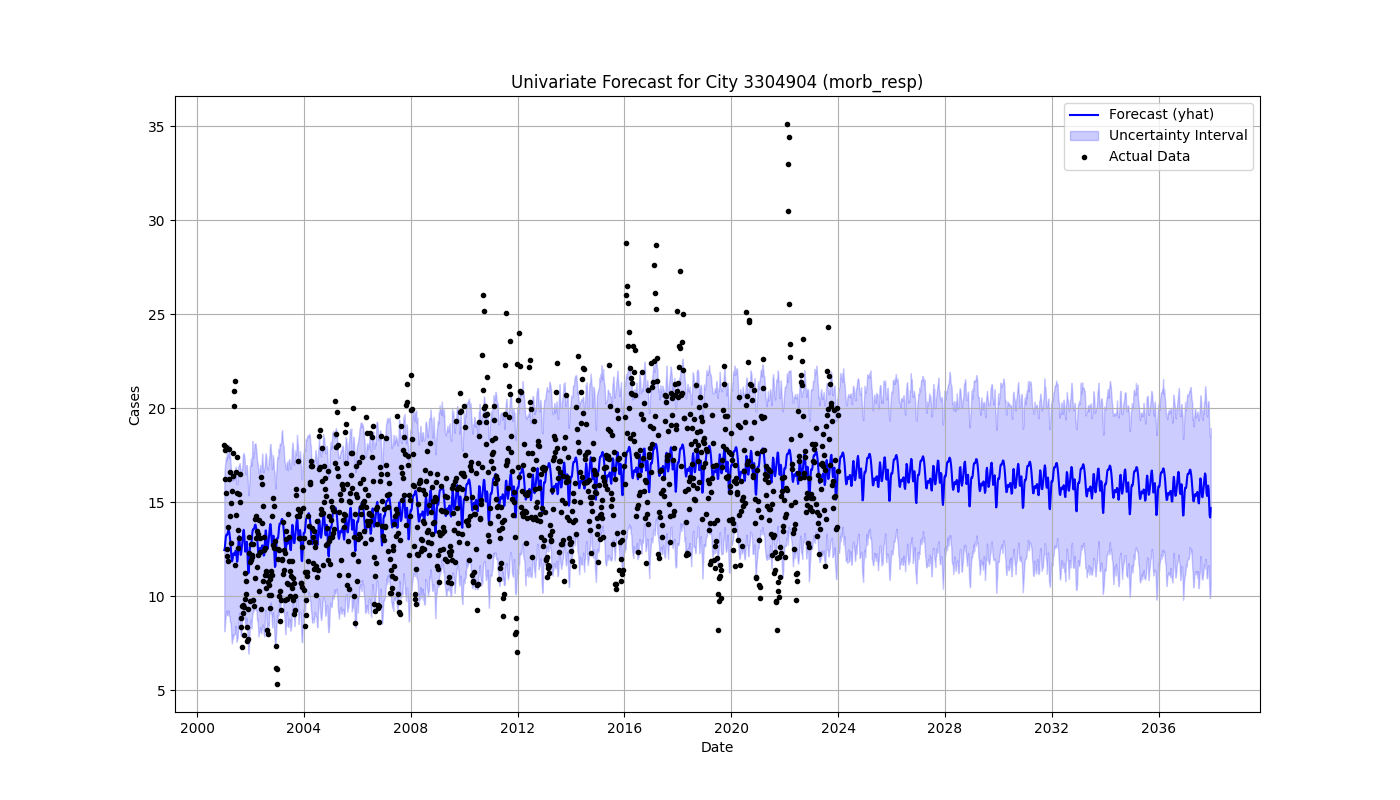 Univariate Forecast for City 3304904 (morb_resp)
Forecast (yhat)
Uncertainty Interval
Actual Data
35
30
25
20
15
10
5
Cases
2000 2004 2008 2012 2016 2020 2024 2028 2032 2036
Date